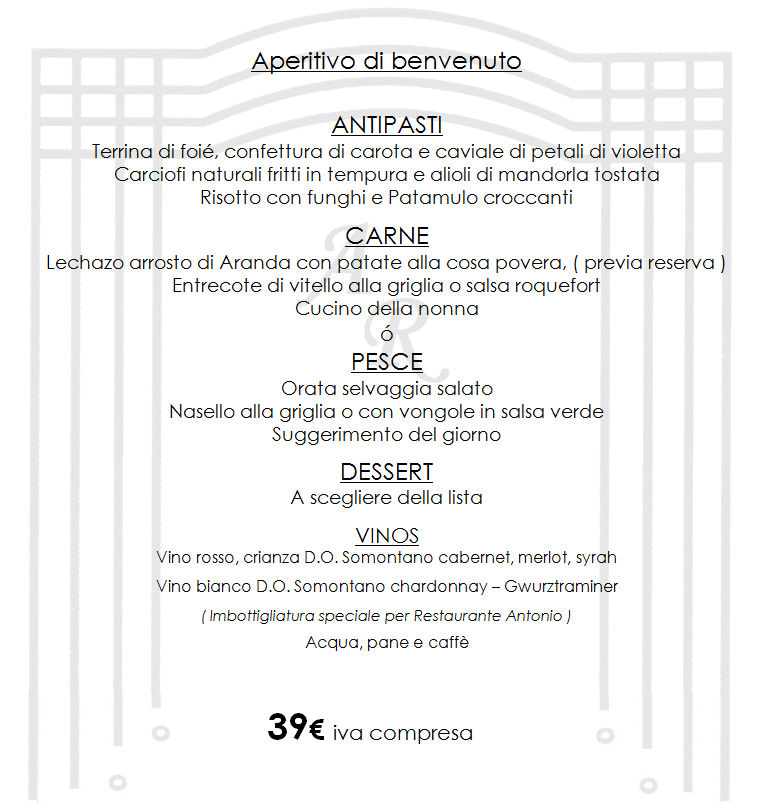 Aperitivo di benvenuto
ANTIPASTI
Terrina di foié, confettura di carota e caviale di petali di violetta
Carciofi naturali fritti in tempura e alioli di mandorla tostata
Risotto con funghi e Patamulo croccanti
CARNE
Lechazo arrosto di Aranda con patate alla cosa povera, ( previa reserva )
Entrecote di vitello alla griglia o salsa roquefort
Cucino della nonna
ó
PESCE
Orata selvaggia salato
Nasello alla griglia o con vongole in salsa verde
Suggerimento del giorno
DESSERT
A scegliere della lista
VINOS
Vino rosso, crianza D.O. Somontano cabernet, merlot, syrah
Vino bianco D.O. Somontano chardonnay – Gwurztraminer
( Imbottigliatura speciale per Restaurante Antonio )
Acqua, pane e caffè
39€ iva compresa
AR